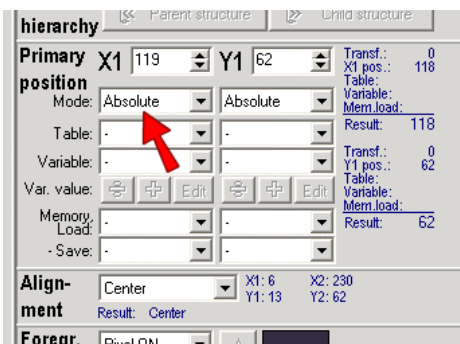 hierarchy Parent structure Child structure
Primary position X1 119 Y1 62
Transf.: 0
X1 pos.: 118
Table:
Variable:
Mem.load:
Result: 118
Mode: Absolute Absolute
Table: - -
Variable: - -
Var. value: Edit Edit
Memory, Load: - -
- Save: - -
Transf.: 0
Y1 pos.: 62
Table:
Variable:
Mem.load:
Result: 62
Align-
ment
Center
X1: 6 X2: 230
Y1: 13 Y2: 62
Result: Center
Foregr. Pixel ON